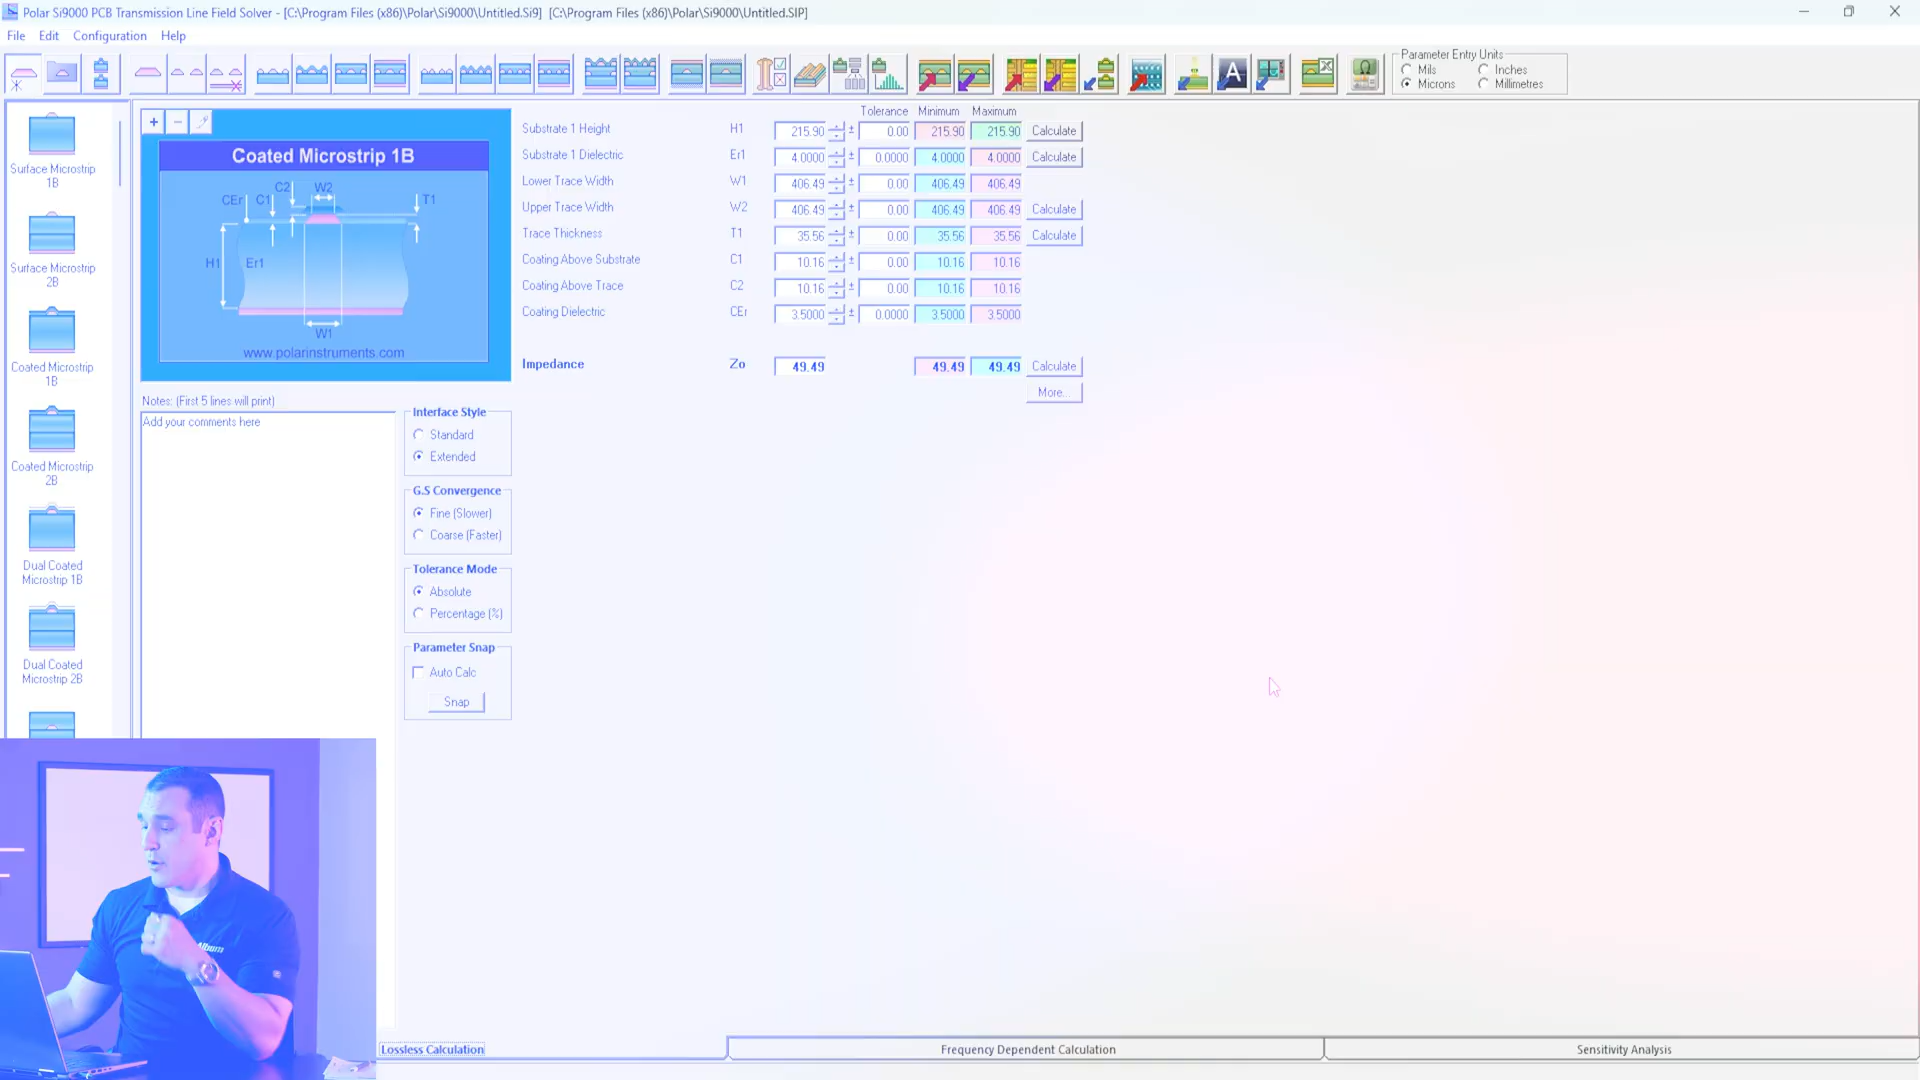 Polar Si9000 PCB Transmission Line Field Solver - [C:\Program Files (x86)\Polar\Si9000\Untitled.Si9]  [C:\Program Files (x86)\Polar\Si9000\Untitled.SIP]
File Edit Configuration Help
Parameter Entry Units
Mils Inches
Microns Millimetres
Surface Microstrip 1B
Surface Microstrip 2B
Coated Microstrip 1B
Coated Microstrip 2B
Dual Coated Microstrip 1B
Dual Coated Microstrip 2B
+ -
Coated Microstrip 1B
C2 W2
CEr C1 T1
H1 Er1
W1
www.polarinstruments.com
Tolerance Minimum Maximum
Substrate 1 Height H1 215.90 ± 0.00 215.90 215.90 Calculate
Substrate 1 Dielectric Er1 4.0000 ± 0.0000 4.0000 4.0000 Calculate
Lower Trace Width W1 406.49 ± 0.00 406.49 406.49
Upper Trace Width W2 406.49 ± 0.00 406.49 406.49 Calculate
Trace Thickness T1 35.56 ± 0.00 35.56 35.56 Calculate
Coating Above Substrate C1 10.16 ± 0.00 10.16 10.16
Coating Above Trace C2 10.16 ± 0.00 10.16 10.16
Coating Dielectric CEr 3.5000 ± 0.0000 3.5000 3.5000
Impedance Zo 49.49 49.49 49.49 Calculate
More...
Notes: (First 5 lines will print)
Add your comments here
Interface Style
Standard
Extended
G.S Convergence
Fine (Slower)
Coarse (Faster)
Tolerance Mode
Absolute
Percentage (%)
Parameter Snap
Auto Calc
Snap
Altium
Lossless Calculation
Frequency Dependent Calculation
Sensitivity Analysis